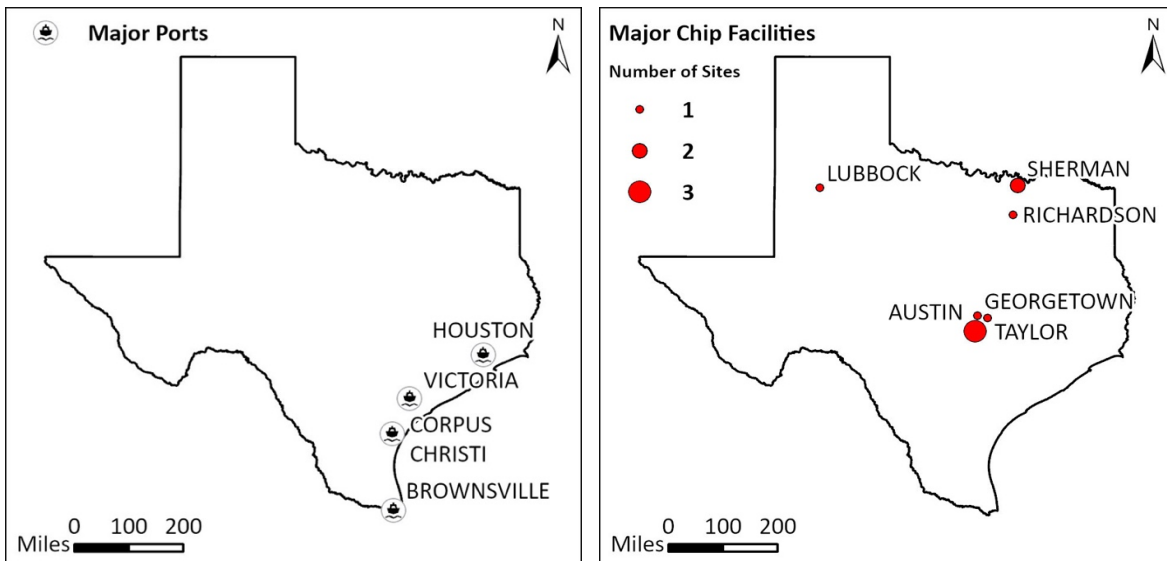 Major Ports
N
HOUSTON
VICTORIA
CORPUS
CHRISTI
BROWNSVILLE
0 100 200
Miles
Major Chip Facilities
N
Number of Sites
1
2
3
LUBBOCK
SHERMAN
RICHARDSON
AUSTIN
GEORGETOWN
TAYLOR
0 100 200
Miles